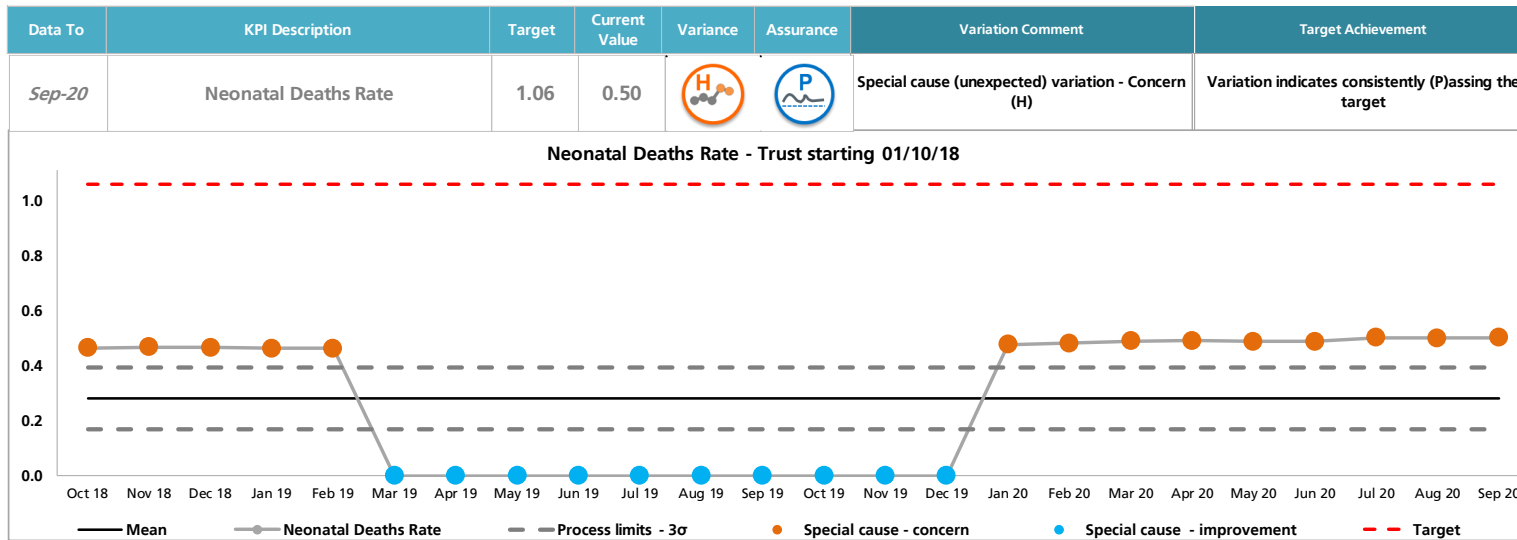 Data To KPI Description Target Current Value Variance Assurance Variation Comment Target Achievement
Sep-20 Neonatal Deaths Rate 1.06 0.50 H P Special cause (unexpected) variation - Concern (H) Variation indicates consistently (P)assing the target
Neonatal Deaths Rate - Trust starting 01/10/18
1.0
0.8
0.6
0.4
0.2
0.0
Oct 18 Nov 18 Dec 18 Jan 19 Feb 19 Mar 19 Apr 19 May 19 Jun 19 Jul 19 Aug 19 Sep 19 Oct 19 Nov 19 Dec 19 Jan 20 Feb 20 Mar 20 Apr 20 May 20 Jun 20 Jul 20 Aug 20 Sep 20
Mean Neonatal Deaths Rate Process limits - 3σ Special cause - concern Special cause - improvement Target